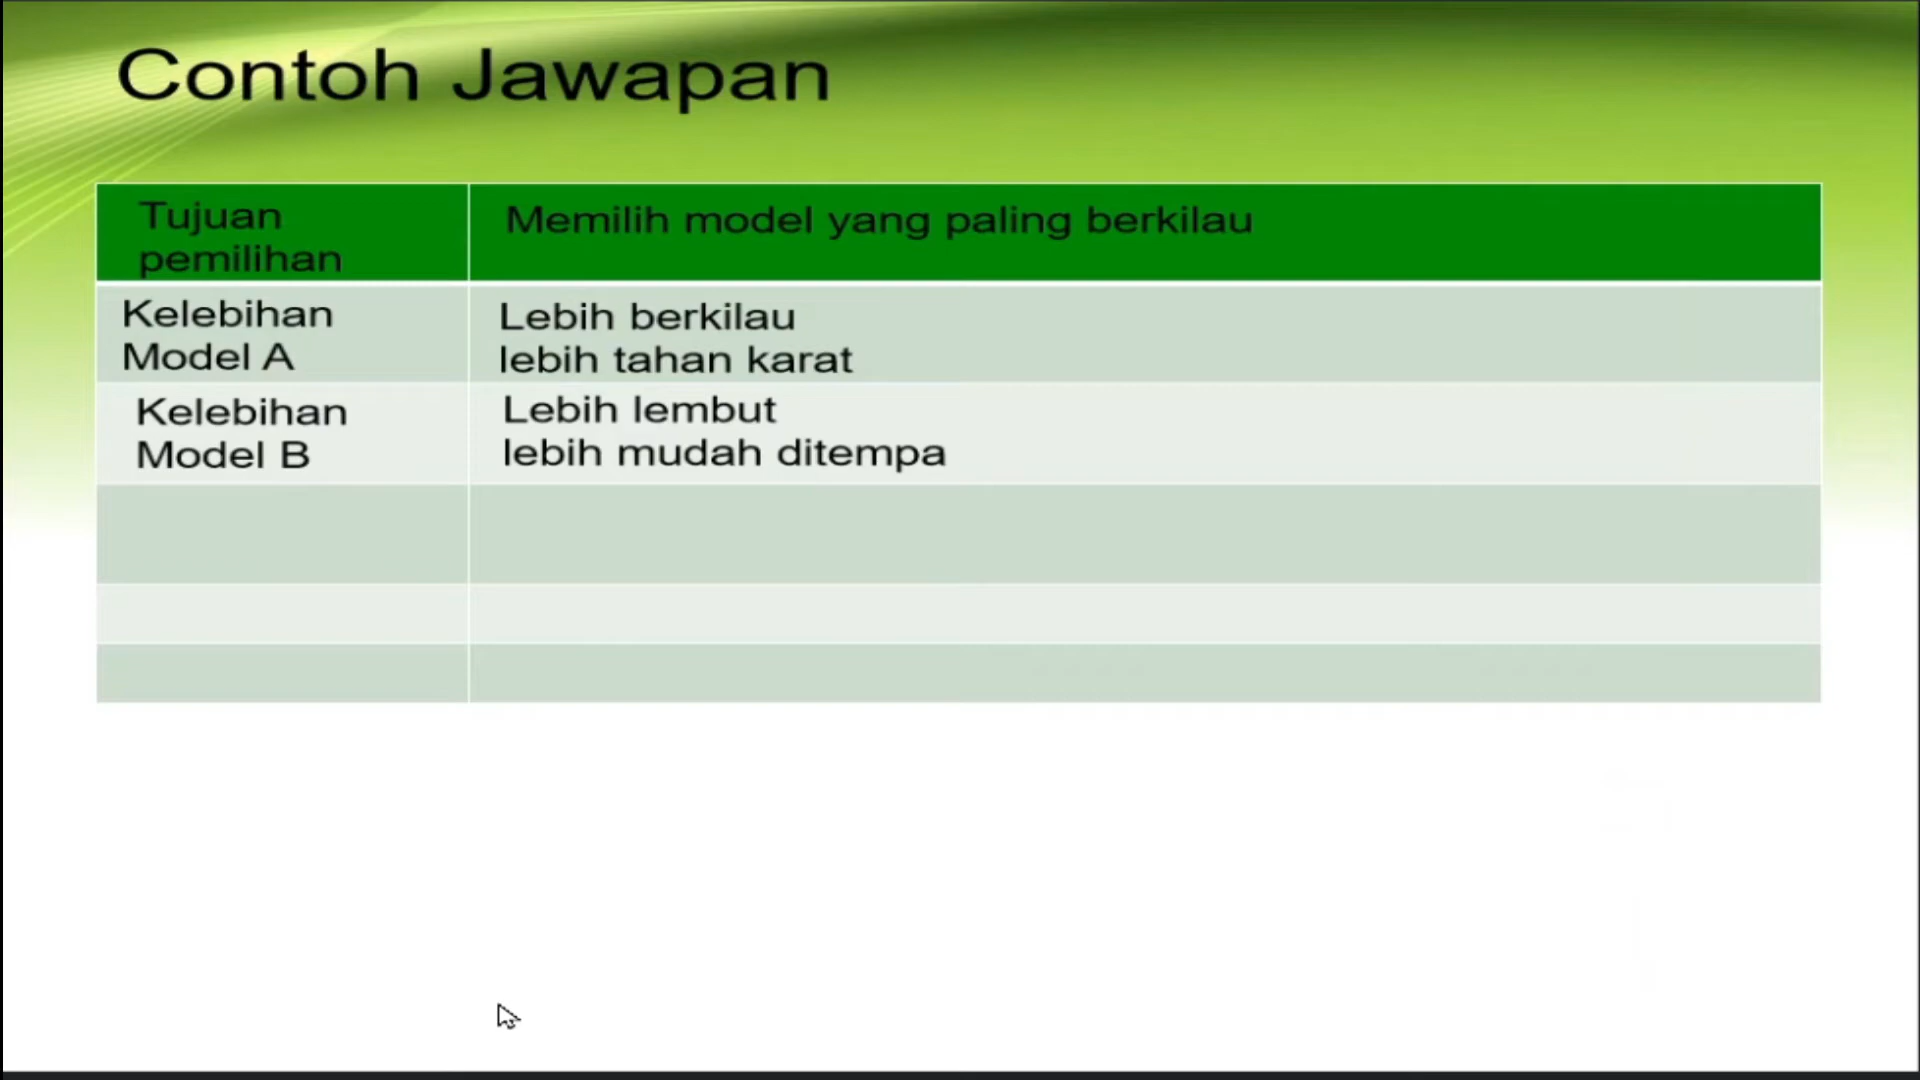 Contoh Jawapan
Tujuan
pemilihan
Memilih model yang paling berkilau
Kelebihan
Model A
Lebih berkilau
lebih tahan karat
Kelebihan
Model B
Lebih lembut
lebih mudah ditempa